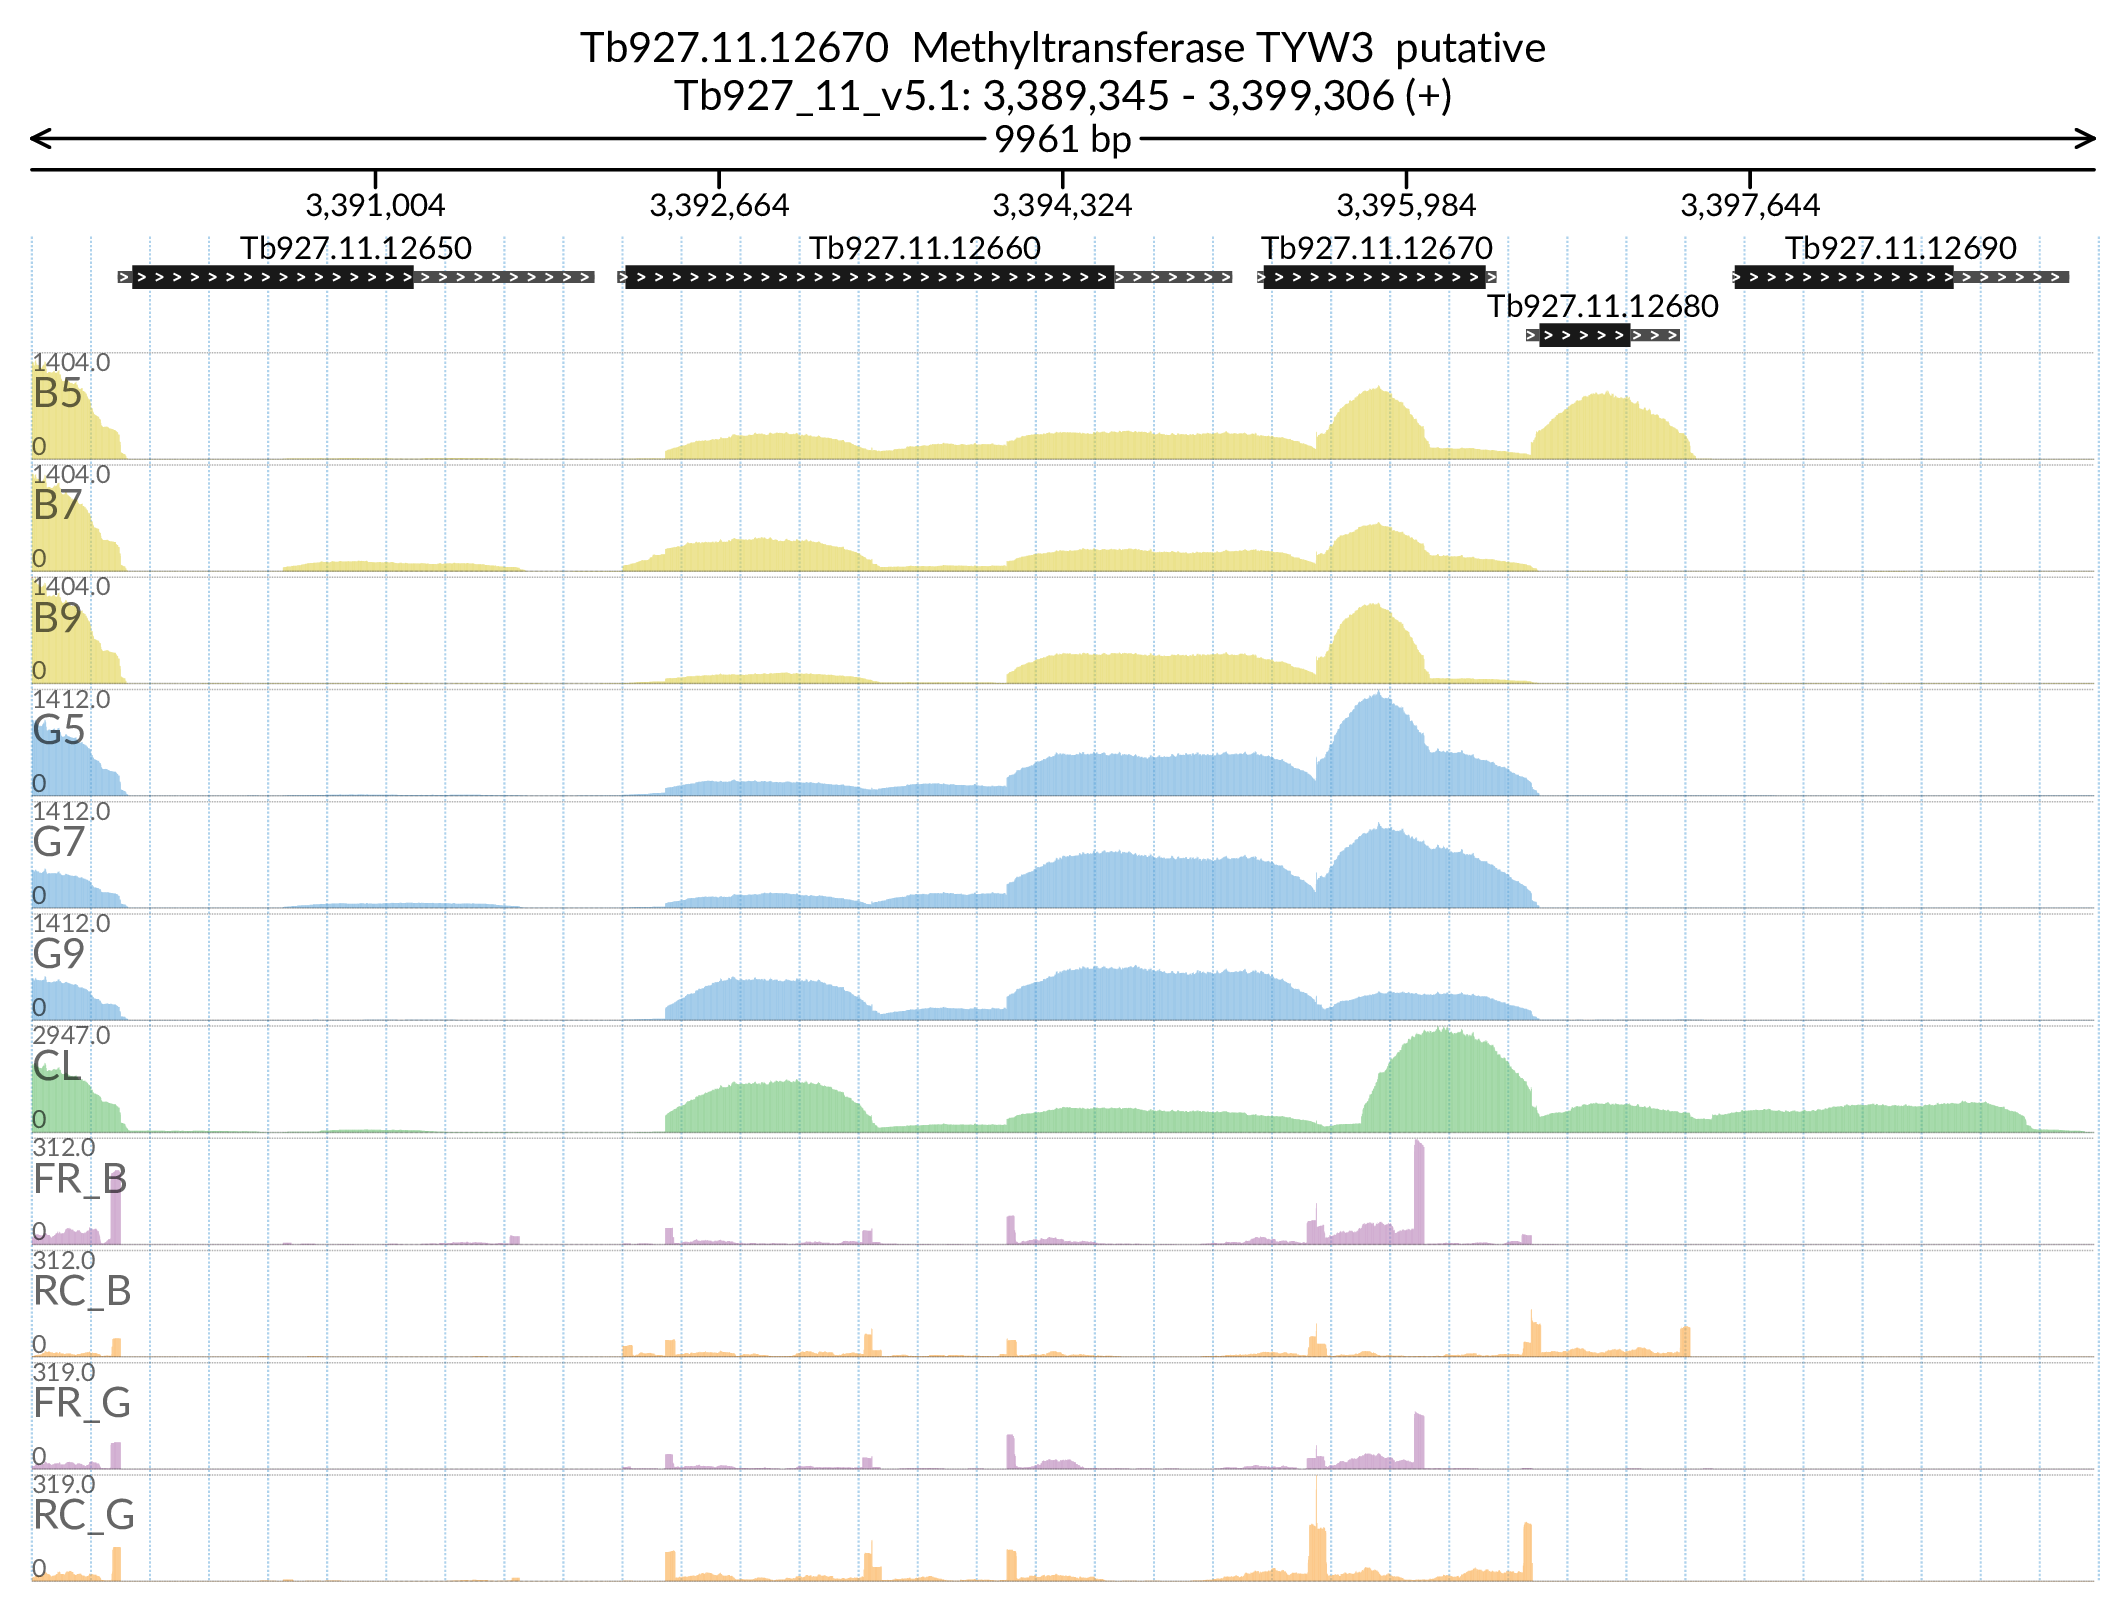 Tb927.11.12670 Methyltransferase TYW3 putative
Tb927_11_v5.1: 3,389,345 - 3,399,306 (+)
9961 bp
3,391,004 3,392,664 3,394,324 3,395,984 3,397,644
Tb927.11.12650 Tb927.11.12660 Tb927.11.12670 Tb927.11.12690
Tb927.11.12680
1404.0
B5
0
1404.0
B7
0
1404.0
B9
0
1412.0
G5
0
1412.0
G7
0
1412.0
G9
0
2947.0
CL
0
312.0
FR_B
0
312.0
RC_B
0
319.0
FR_G
0
319.0
RC_G
0